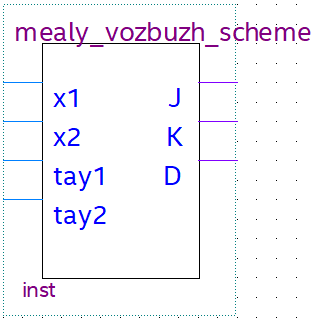 mealy_vozbuzh_scheme
x1 J
x2 K
tay1 D
tay2
inst